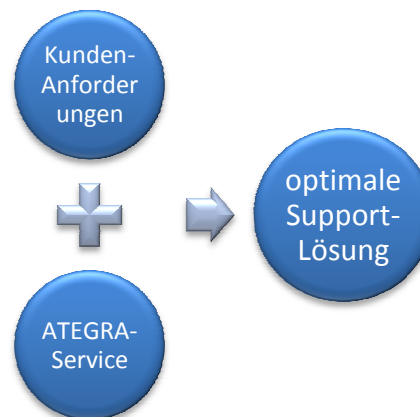 Kunden-
Anforder
ungen
optimale
Support-
Lösung
ATEGRA-
Service